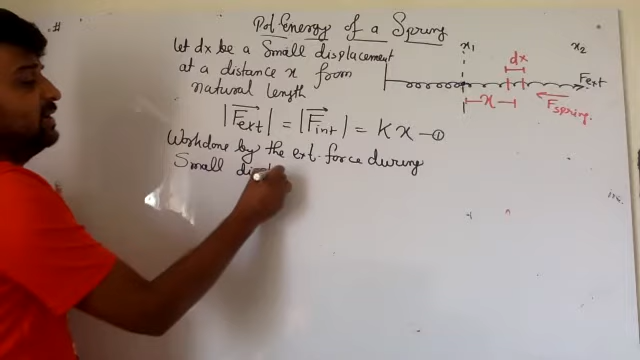 Pot Energy of a Spring
let dx be a Small displacement
at a distance x from
natural length
|Fext| = |Fint| = Kx —①
Workdone by the ext. force during
Small disp
x1
x2
dx
Fext
x
Fspring